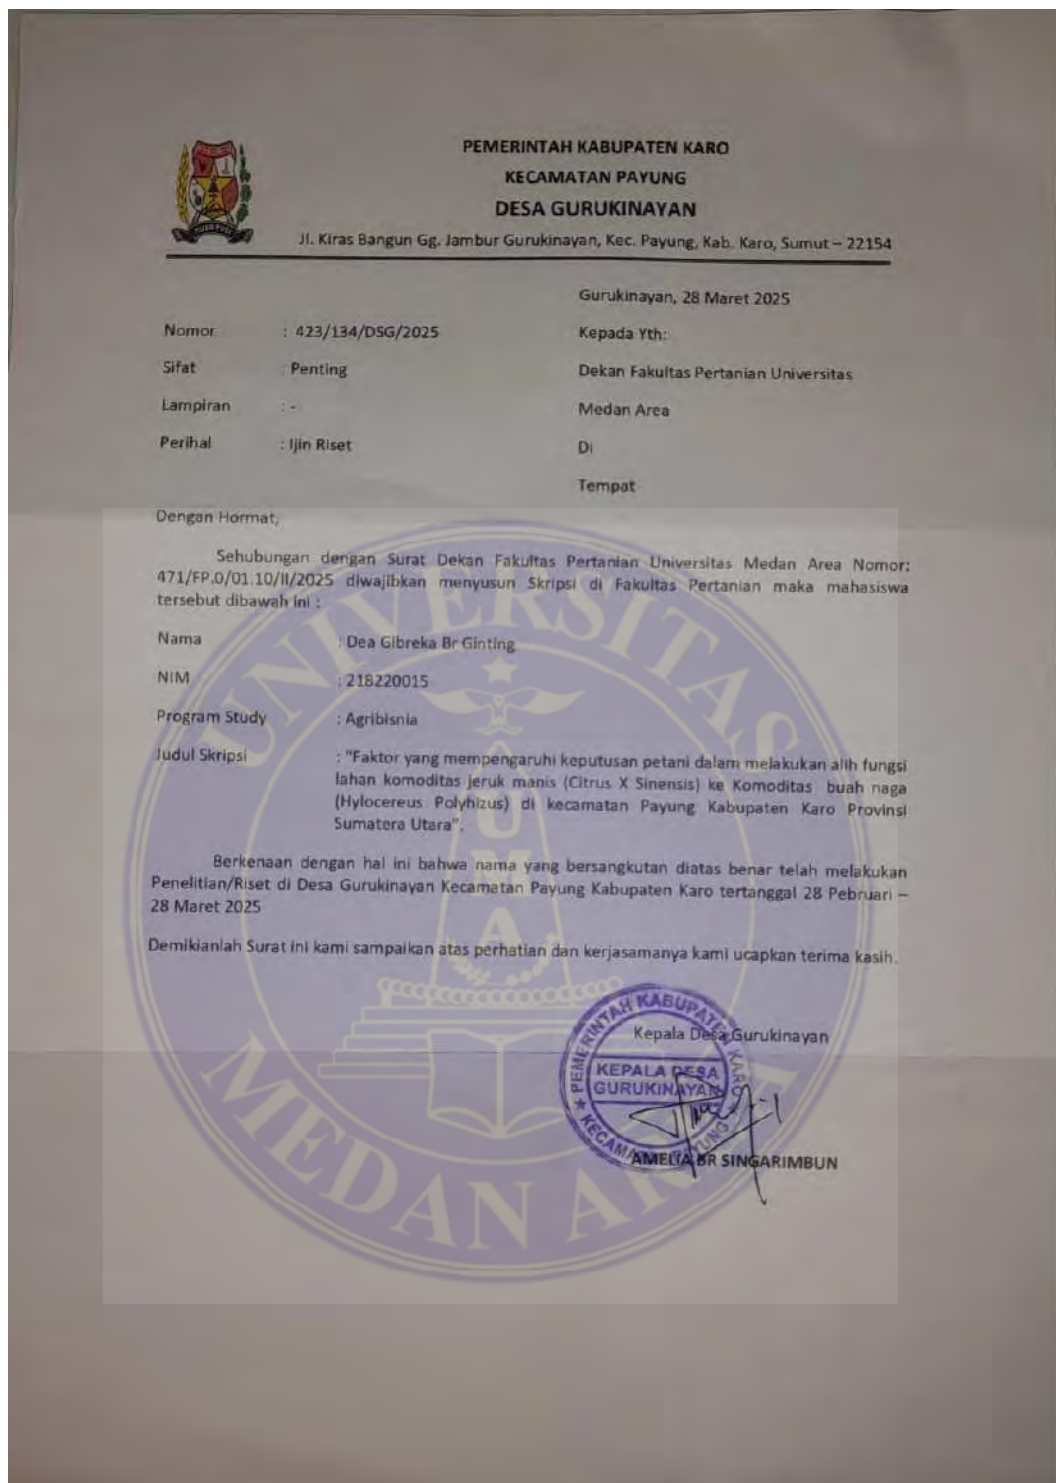 PEMERINTAH KABUPATEN KARO
KECAMATAN PAYUNG
DESA GURUKINAYAN
Jl. Kiras Bangun Gg. Jambur Gurukinayan, Kec. Payung, Kab. Karo, Sumut – 22154
Gurukinayan, 28 Maret 2025
Nomor : 423/134/DSG/2025
Kepada Yth:
Sifat : Penting
Dekan Fakultas Pertanian Universitas
Lampiran : -
Medan Area
Perihal : Ijin Riset
Di
Tempat
Dengan Hormat,
Sehubungan dengan Surat Dekan Fakultas Pertanian Universitas Medan Area Nomor:
471/FP.0/01.10/II/2025 diwajibkan menyusun Skripsi di Fakultas Pertanian maka mahasiswa
tersebut dibawah ini :
Nama : Dea Gibreka Br Ginting
NIM : 218220015
Program Study : Agribisnia
Judul Skripsi : "Faktor yang mempengaruhi keputusan petani dalam melakukan alih fungsi
lahan komoditas jeruk manis (Citrus X Sinensis) ke Komoditas buah naga
(Hylocereus Polyhizus) di kecamatan Payung Kabupaten Karo Provinsi
Sumatera Utara".
Berkenaan dengan hal ini bahwa nama yang bersangkutan diatas benar telah melakukan
Penelitian/Riset di Desa Gurukinayan Kecamatan Payung Kabupaten Karo tertanggal 28 Pebruari –
28 Maret 2025
Demikianlah Surat ini kami sampaikan atas perhatian dan kerjasamanya kami ucapkan terima kasih.
Kepala Desa Gurukinayan
PEMERINTAH KABUPATEN KARO
KEPALA DESA
GURUKINAYAN
AMELIA BR SINGARIMBUN
UNIVERSITAS
UMA
MEDAN AREA